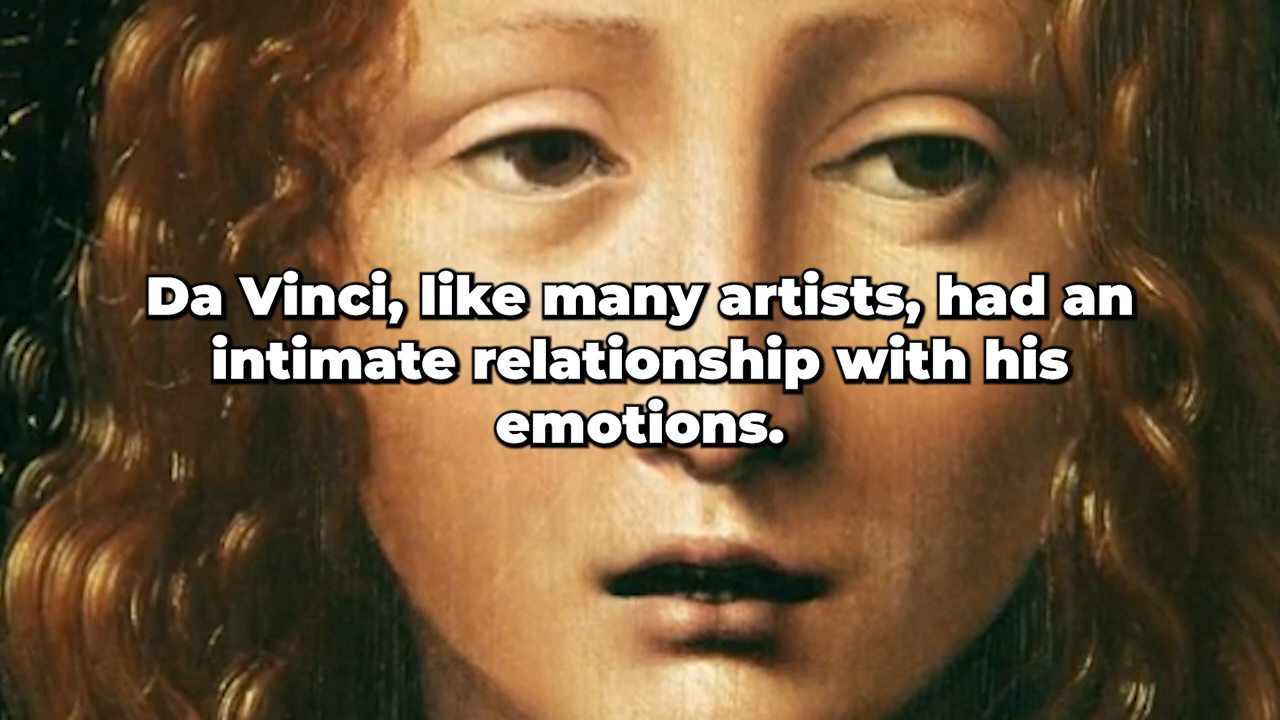 Da Vinci, like many artists, had an
intimate relationship with his
emotions.